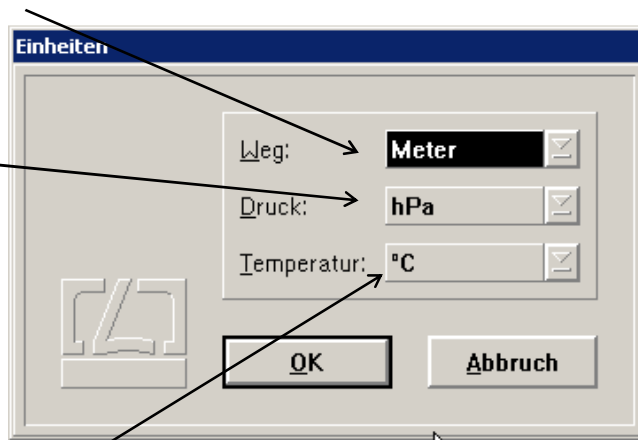 Einheiten
Weg: Meter
Druck: hPa
Temperatur: °C
OK Abbruch